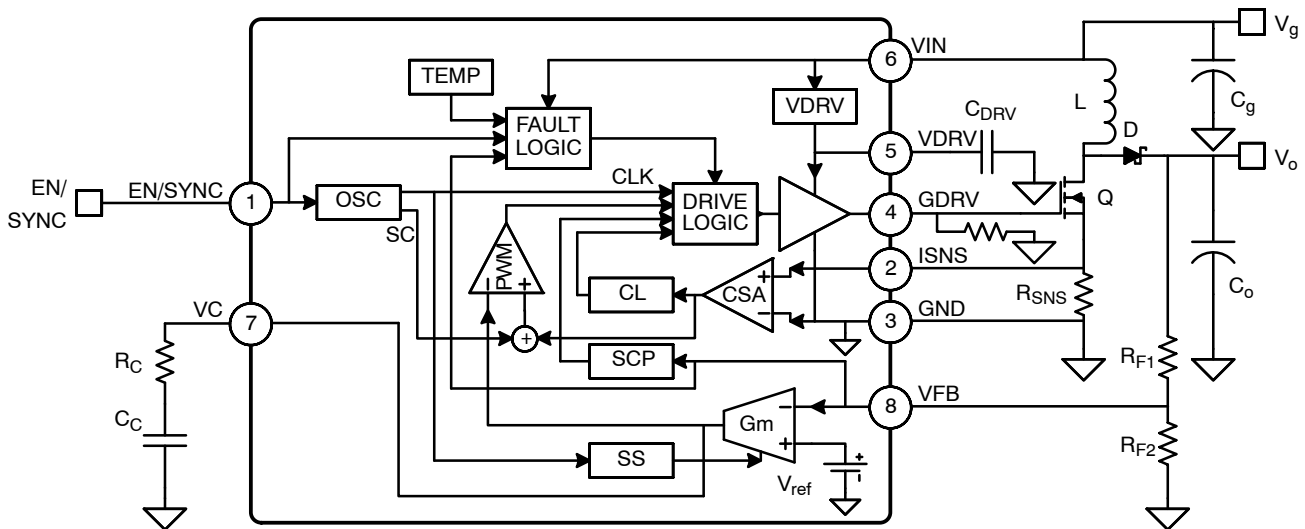 V_g
6
VIN
TEMP
FAULT
LOGIC
VDRV
C_DRV
L
C_g
VDRV
5
D
V_o
EN/
SYNC
EN/SYNC
1
OSC
CLK
SC
DRIVE
LOGIC
4
GDRV
Q
PWM
−
+
CL
CSA
+
−
2
ISNS
R_SNS
C_o
VC
7
+
3
GND
R_C
SCP
R_F1
C_C
Gm
−
+
8
VFB
SS
V_ref
+
-
R_F2